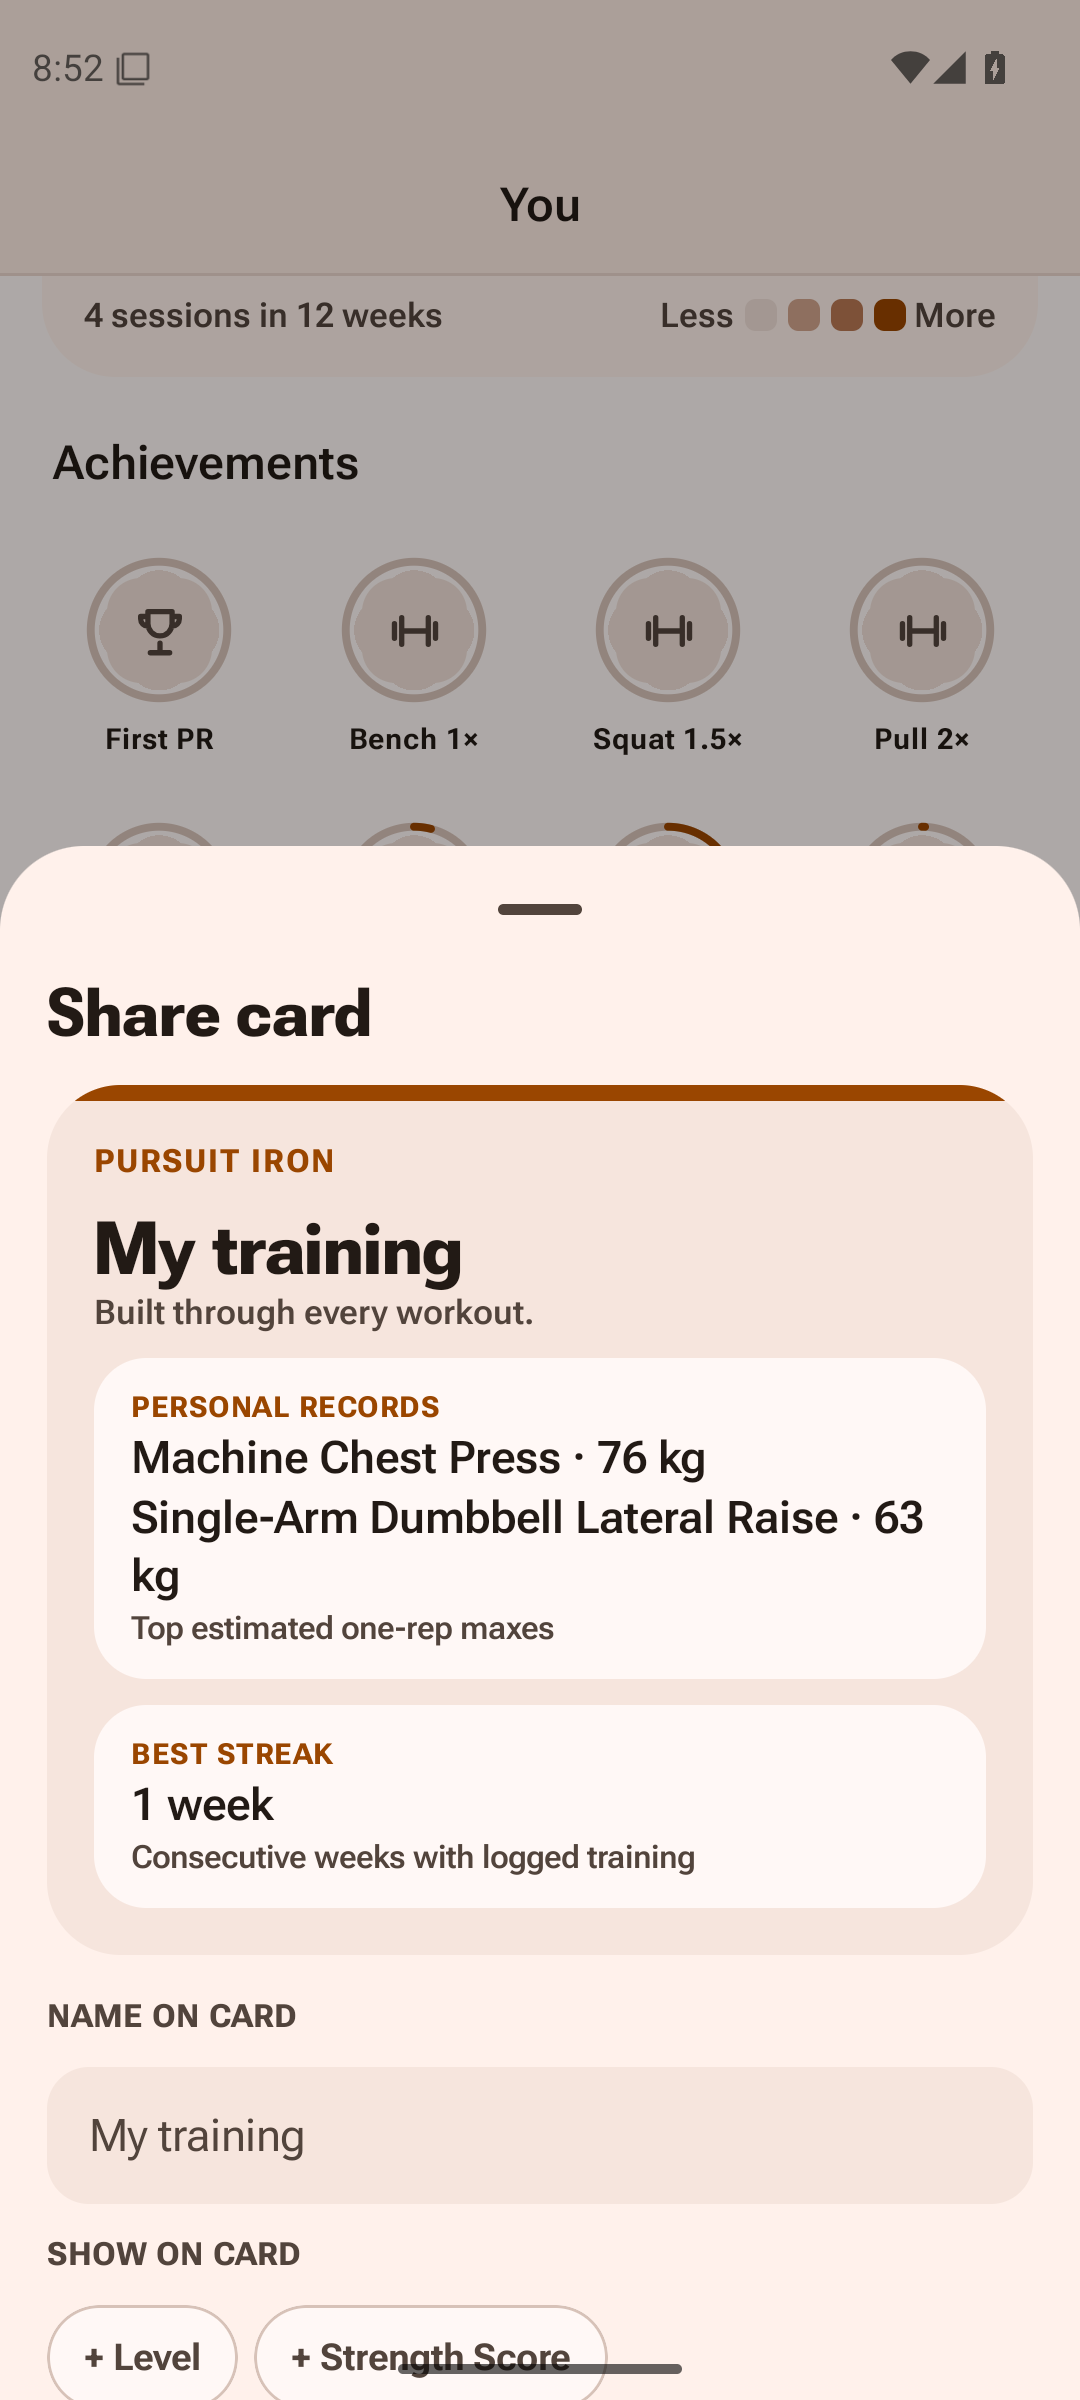 8:52
You
4 sessions in 12 weeks
Less More
Achievements
First PR
Bench 1×
Squat 1.5×
Pull 2×
Share card
PURSUIT IRON
My training
Built through every workout.
PERSONAL RECORDS
Machine Chest Press · 76 kg
Single-Arm Dumbbell Lateral Raise · 63
kg
Top estimated one-rep maxes
BEST STREAK
1 week
Consecutive weeks with logged training
NAME ON CARD
My training
SHOW ON CARD
+ Level
+ Strength Score